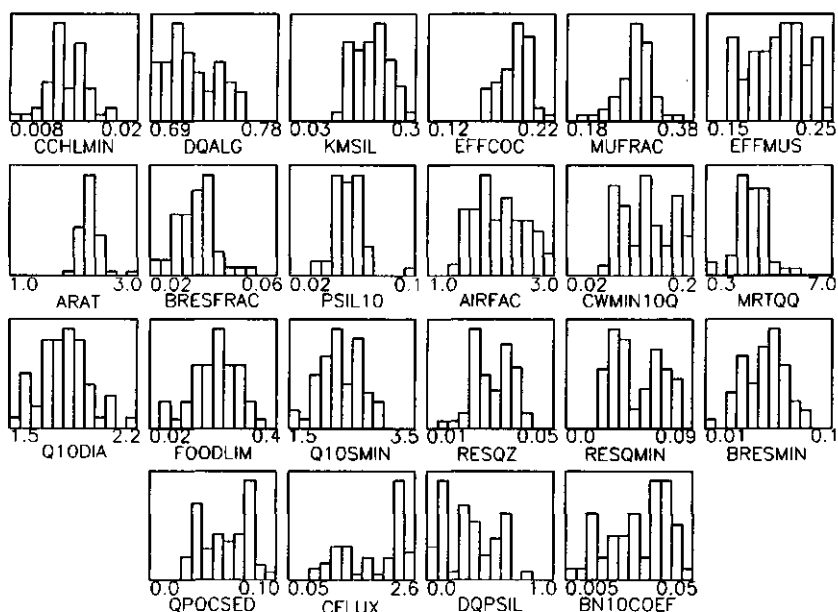 0.008 0.02 0.69 0.78 0.03 0.3 0.12 0.22 0.18 0.38 0.15 0.25
CCHLMIN DQALG KMSIL EFFCOC MUFRAC EFFMUS
1.0 3.0 0.02 0.06 0.02 0.1 1.0 3.0 0.0 0.2 0.3 7.0
ARAT BRESFRAC PSIL10 AIRFAC CWMIN10Q MRTQQ
1.5 2.2 0.02 0.4 1.5 3.5 0.01 0.05 0.0 0.09 0.01 0.1
Q10DIA FOODLIM Q10SMIN RESQZ RESQMIN BRESMIN
0.0 0.10 0.05 2.6 0.0 1.0 0.005 0.05
QPOCSED CFLUX DQPSIL BN10COEF